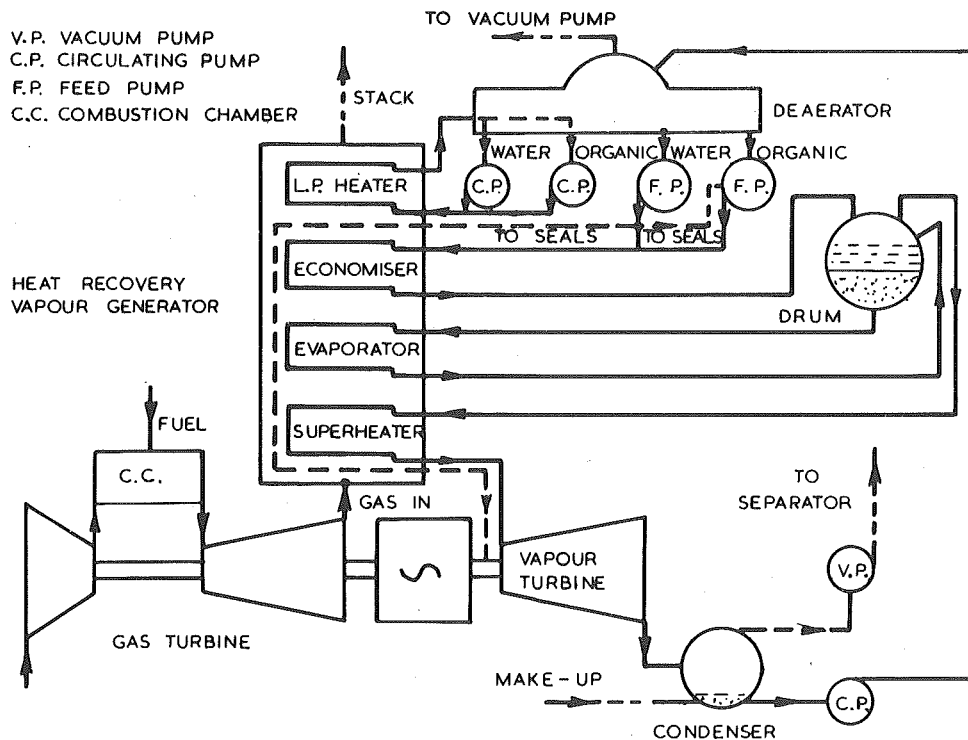 TO VACUUM PUMP
V.P. VACUUM PUMP
C.P. CIRCULATING PUMP
F.P. FEED PUMP
C.C. COMBUSTION CHAMBER
STACK
DEAERATOR
WATER
ORGANIC
WATER
ORGANIC
L.P. HEATER
C.P.
C.P.
F.P.
F.P.
TO SEALS
TO SEALS
ECONOMISER
HEAT RECOVERY
VAPOUR GENERATOR
DRUM
EVAPORATOR
SUPERHEATER
FUEL
C.C.
GAS IN
TO
SEPARATOR
VAPOUR
TURBINE
V.P.
GAS TURBINE
MAKE-UP
C.P.
CONDENSER